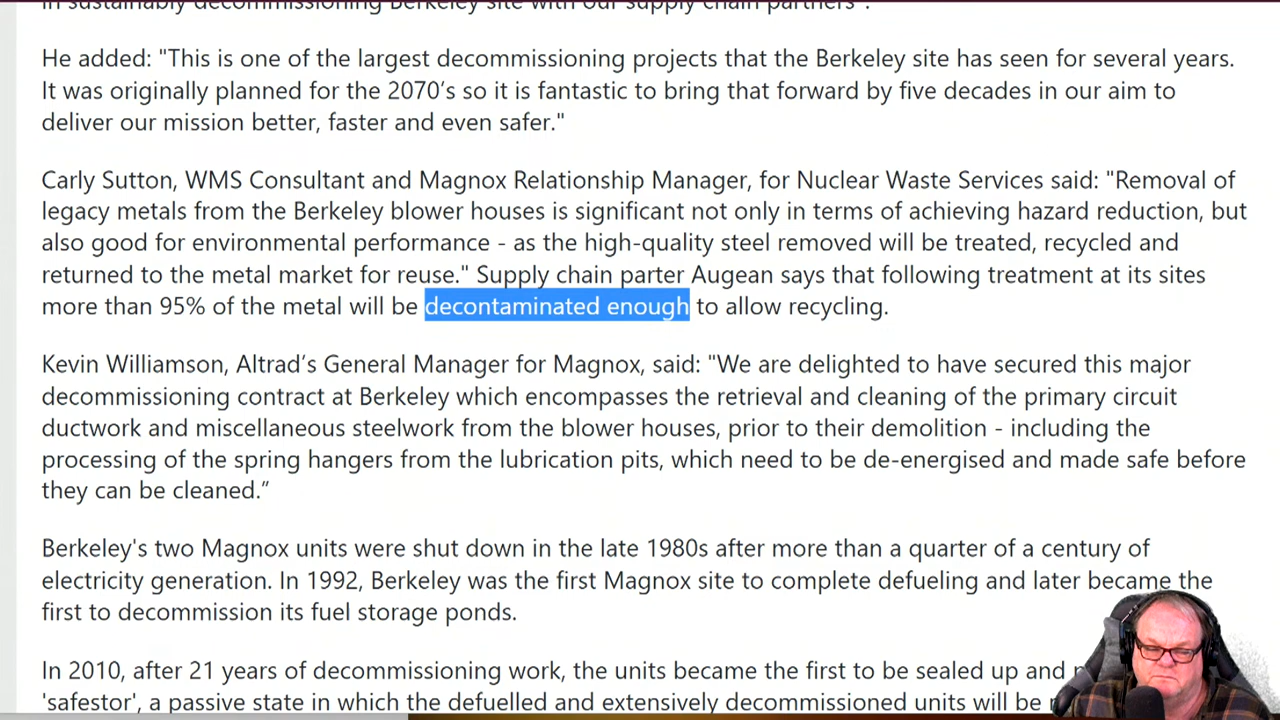 in sustainably decommissioning Berkeley site with our supply chain partners".
He added: "This is one of the largest decommissioning projects that the Berkeley site has seen for several years.
It was originally planned for the 2070’s so it is fantastic to bring that forward by five decades in our aim to
deliver our mission better, faster and even safer."
Carly Sutton, WMS Consultant and Magnox Relationship Manager, for Nuclear Waste Services said: "Removal of
legacy metals from the Berkeley blower houses is significant not only in terms of achieving hazard reduction, but
also good for environmental performance - as the high-quality steel removed will be treated, recycled and
returned to the metal market for reuse." Supply chain parter Augean says that following treatment at its sites
more than 95% of the metal will be decontaminated enough to allow recycling.
Kevin Williamson, Altrad’s General Manager for Magnox, said: "We are delighted to have secured this major
decommissioning contract at Berkeley which encompasses the retrieval and cleaning of the primary circuit
ductwork and miscellaneous steelwork from the blower houses, prior to their demolition - including the
processing of the spring hangers from the lubrication pits, which need to be de-energised and made safe before
they can be cleaned.”
Berkeley's two Magnox units were shut down in the late 1980s after more than a quarter of a century of
electricity generation. In 1992, Berkeley was the first Magnox site to complete defueling and later became the
first to decommission its fuel storage ponds.
In 2010, after 21 years of decommissioning work, the units became the first to be sealed up and
'safestor', a passive state in which the defuelled and extensively decommissioned units will be